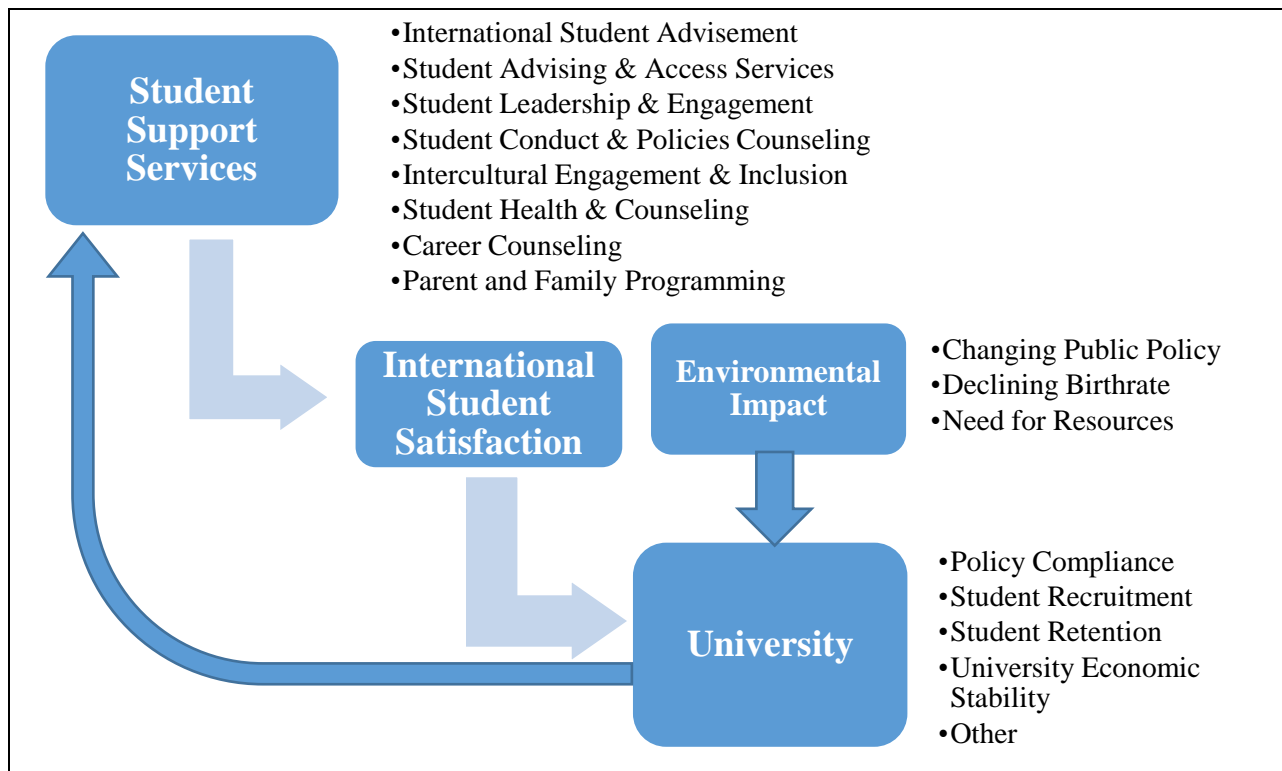 Student
Support
Services
•International Student Advisement
•Student Advising & Access Services
•Student Leadership & Engagement
•Student Conduct & Policies Counseling
•Intercultural Engagement & Inclusion
•Student Health & Counseling
•Career Counseling
•Parent and Family Programming
International
Student
Satisfaction
Environmental
Impact
•Changing Public Policy
•Declining Birthrate
•Need for Resources
University
•Policy Compliance
•Student Recruitment
•Student Retention
•University Economic
Stability
•Other